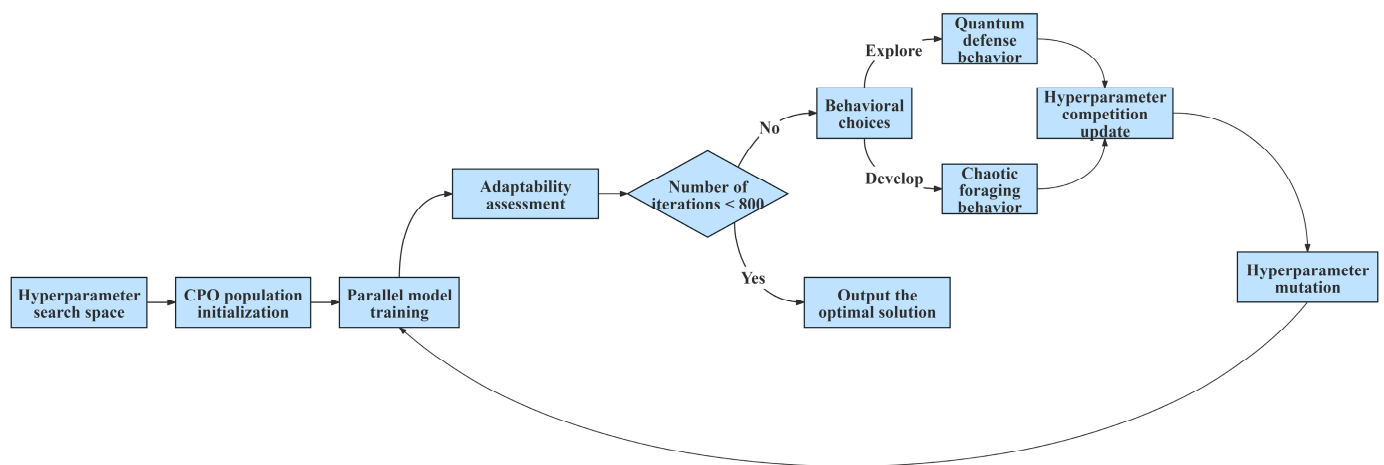 Hyperparameter
search space
CPO population
initialization
Parallel model
training
Adaptability
assessment
Number of
iterations < 800
No
Yes
Output the
optimal solution
Behavioral
choices
Explore
Develop
Quantum
defense
behavior
Chaotic
foraging
behavior
Hyperparameter
competition
update
Hyperparameter
mutation